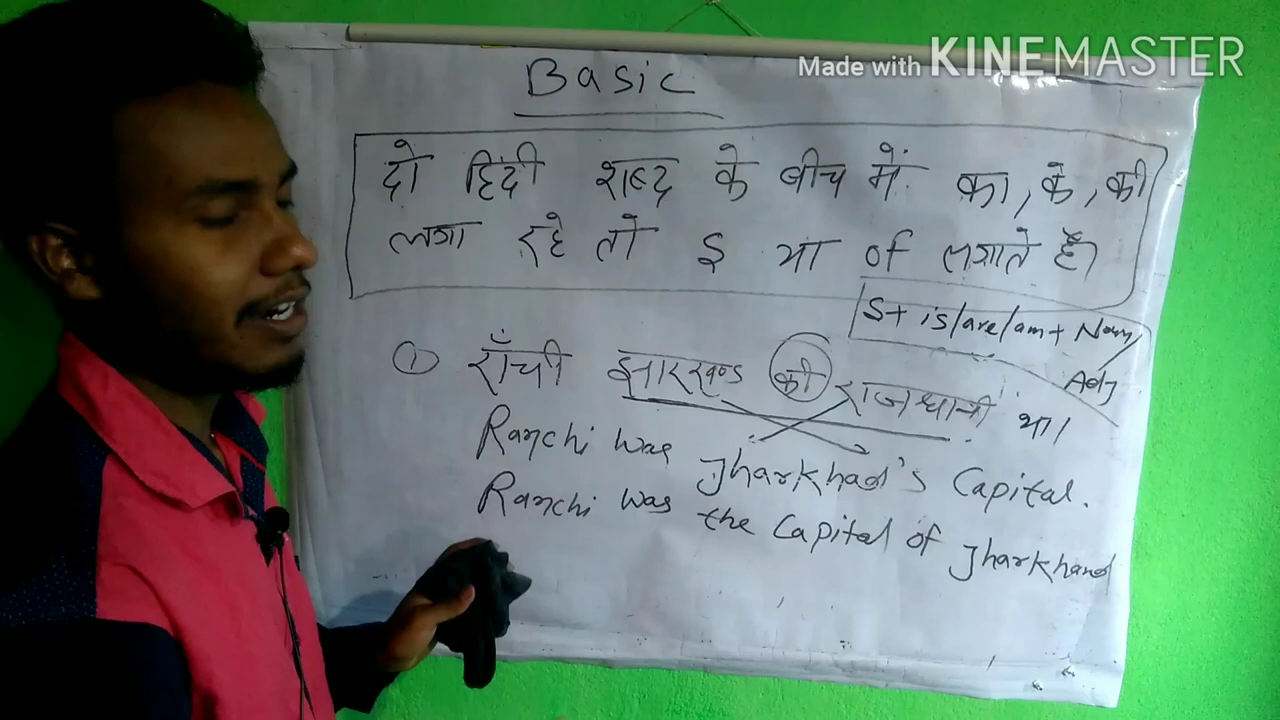 Made with KINEMASTER
Basic
दो हिंदी शब्द के बीच में का, के, की
लगा रहे तो s या of लगाते हैं
S+ is/are/am + Noun/
Adj
① राँची झारखण्ड की राजधानी था।
Ranchi was Jharkhad's Capital.
Ranchi was the Capital of Jharkhand